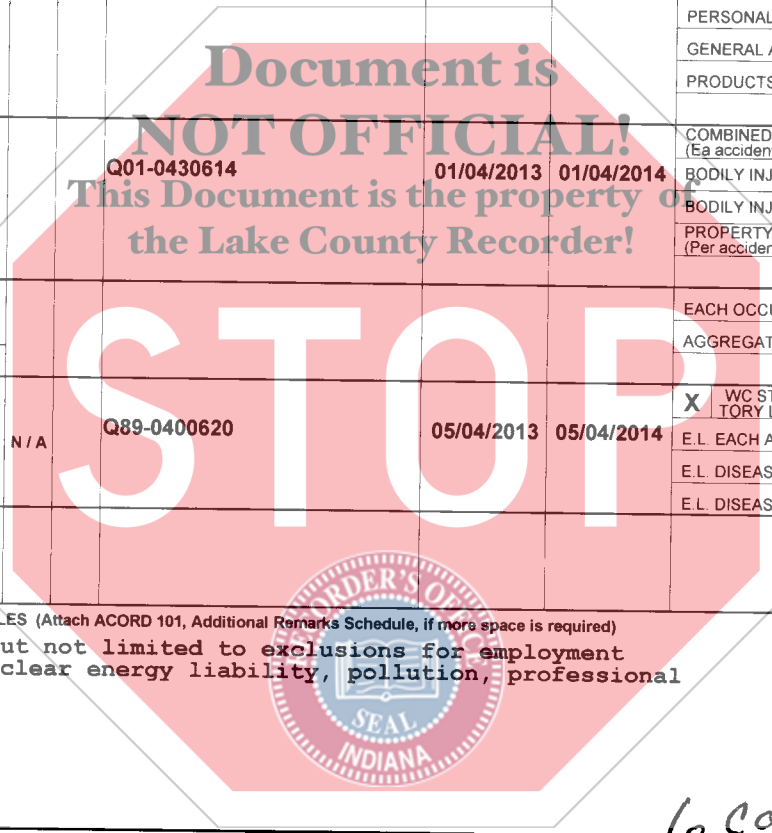 PERSONAL
GENERAL A
PRODUCTS
Document is
NOT OFFICIAL!
This Document is the property of
the Lake County Recorder!
COMBINED
(Ea acciden
Q01-0430614 01/04/2013 01/04/2014 BODILY INJ
BODILY INJ
PROPERTY
(Per acciden
EACH OCCU
AGGREGAT
STOP
X WC ST
TORY L
N / A Q89-0400620 05/04/2013 05/04/2014 E.L. EACH A
E.L. DISEAS
E.L. DISEAS
LES (Attach ACORD 101, Additional Remarks Schedule, if more space is required)
ut not limited to exclusions for employment
clear energy liability, pollution, professional
RECORDER'S OFFICE
SEAL
INDIANA